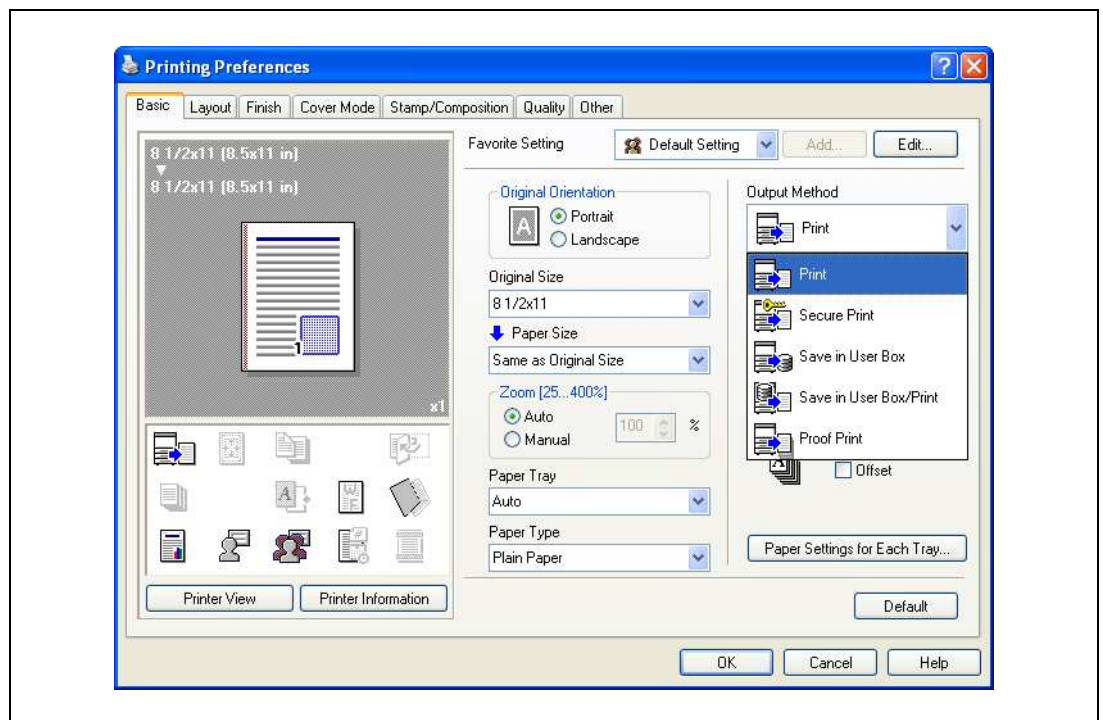 Printing Preferences
Basic Layout Finish Cover Mode Stamp/Composition Quality Other
8 1/2x11 (8.5x11 in)
8 1/2x11 (8.5x11 in)
1
x1
Printer View Printer Information
Favorite Setting Default Setting Add... Edit...
Original Orientation
A
Portrait
Landscape
Original Size
8 1/2x11
Paper Size
Same as Original Size
Zoom [25...400%]
Auto
Manual
100 %
Paper Tray
Auto
Paper Type
Plain Paper
Output Method
Print
Print
Secure Print
Save in User Box
Save in User Box/Print
Proof Print
Offset
Paper Settings for Each Tray...
Default
OK Cancel Help